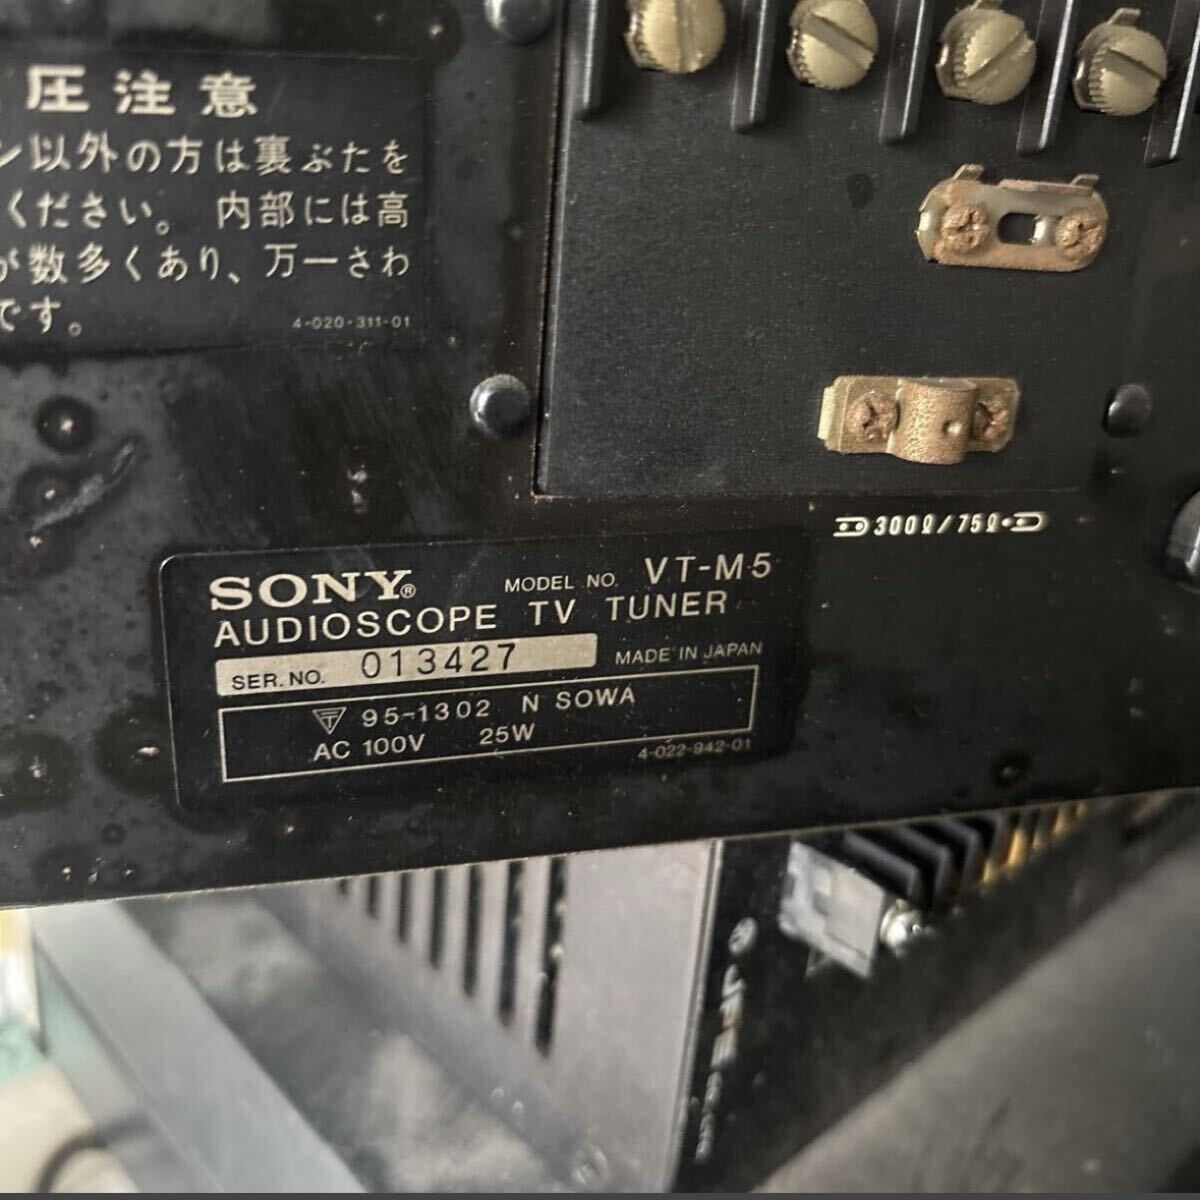 圧注意
ン以外の方は裏ぶたを
ください。 内部には高
が数多くあり、万一さわ
です。
4-020-311-01
300Ω/75Ω
SONY® MODEL NO. VT-M5
AUDIOSCOPE TV TUNER
SER. NO. 013427 MADE IN JAPAN
〒 95-1302 N SOWA
AC 100V 25W 4-022-942-01